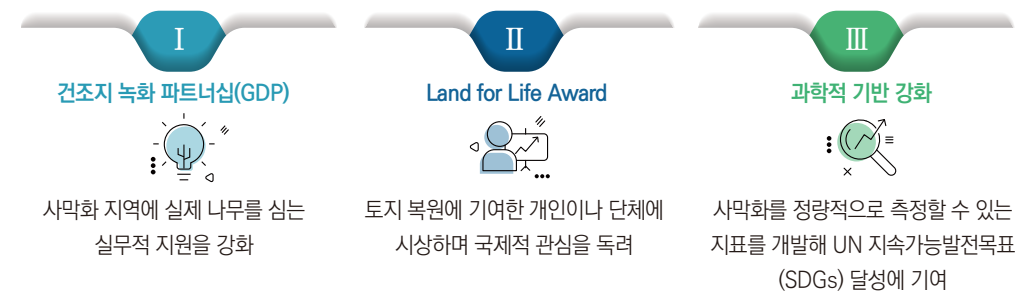 Ⅰ
건조지 녹화 파트너십(GDP)
사막화 지역에 실제 나무를 심는
실무적 지원을 강화
Ⅱ
Land for Life Award
토지 복원에 기여한 개인이나 단체에
시상하며 국제적 관심을 독려
Ⅲ
과학적 기반 강화
사막화를 정량적으로 측정할 수 있는
지표를 개발해 UN 지속가능발전목표
(SDGs) 달성에 기여